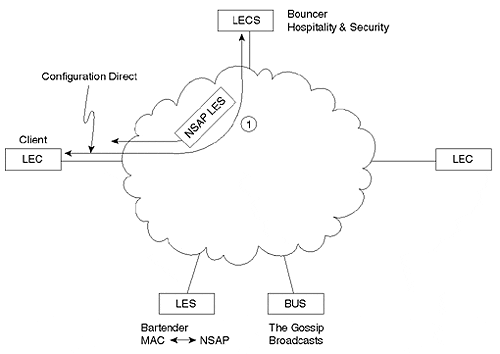 LECS
Bouncer
Hospitality & Security
Configuration Direct
NSAP LES
1
Client
LEC
LEC
LES
BUS
Bartender
MAC ↔ NSAP
The Gossip
Broadcasts